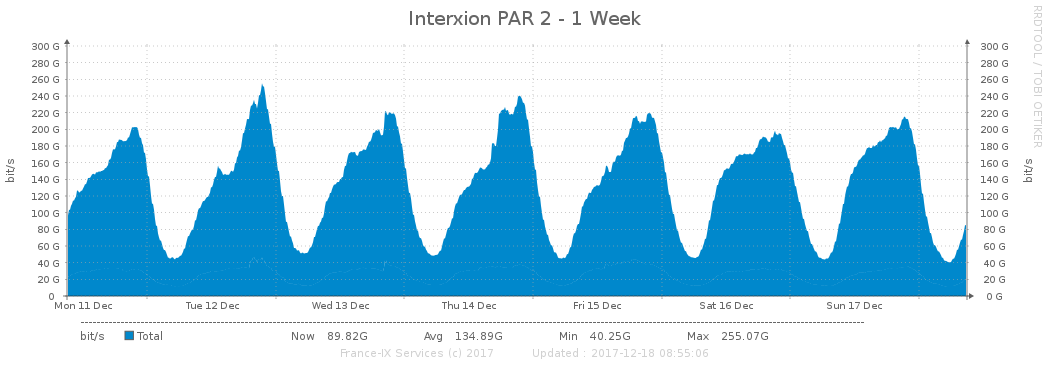 Interxion PAR 2 - 1 Week
RRDTOOL / TOBI OETIKER
300 G 300 G
280 G 280 G
260 G 260 G
240 G 240 G
220 G 220 G
200 G 200 G
180 G 180 G
160 G 160 G
bit/s bit/s
140 G 140 G
120 G 120 G
100 G 100 G
80 G 80 G
60 G 60 G
40 G 40 G
20 G 20 G
0 0 G
Mon 11 Dec Tue 12 Dec Wed 13 Dec Thu 14 Dec Fri 15 Dec Sat 16 Dec Sun 17 Dec
bit/s Total Now 89.82G Avg 134.89G Min 40.25G Max 255.07G
France-IX Services (c) 2017 Updated : 2017-12-18 08:55:06